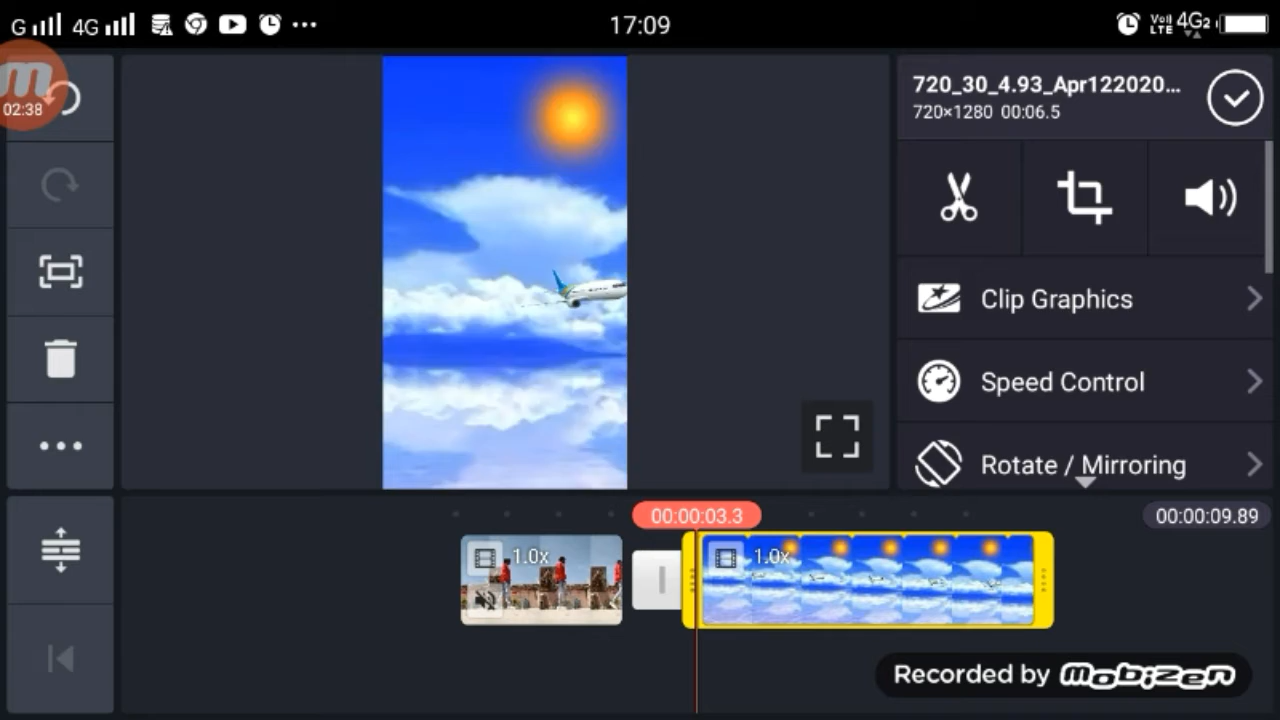 G 4G 17:09 VoII LTE 4G2
m
02:38
720_30_4.93_Apr122020...
720×1280 00:06.5
Clip Graphics
Speed Control
Rotate / Mirroring
00:00:03.3
00:00:09.89
1.0x
1.0x
Recorded by mobizen